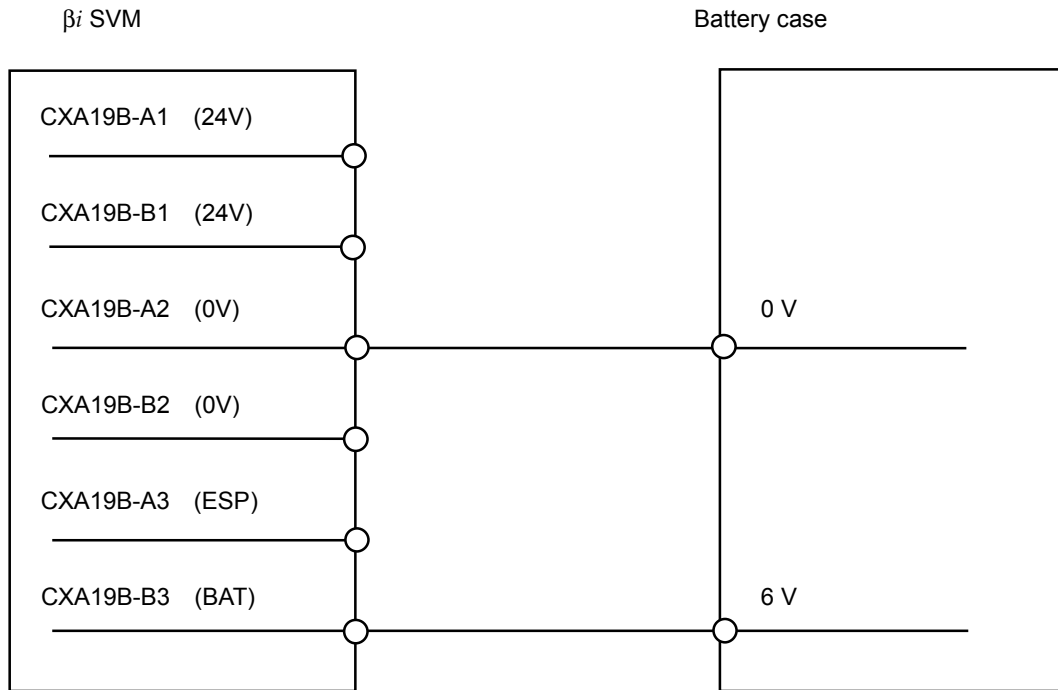 βi SVM
Battery case
CXA19B-A1 (24V)
CXA19B-B1 (24V)
CXA19B-A2 (0V)
0 V
CXA19B-B2 (0V)
CXA19B-A3 (ESP)
CXA19B-B3 (BAT)
6 V